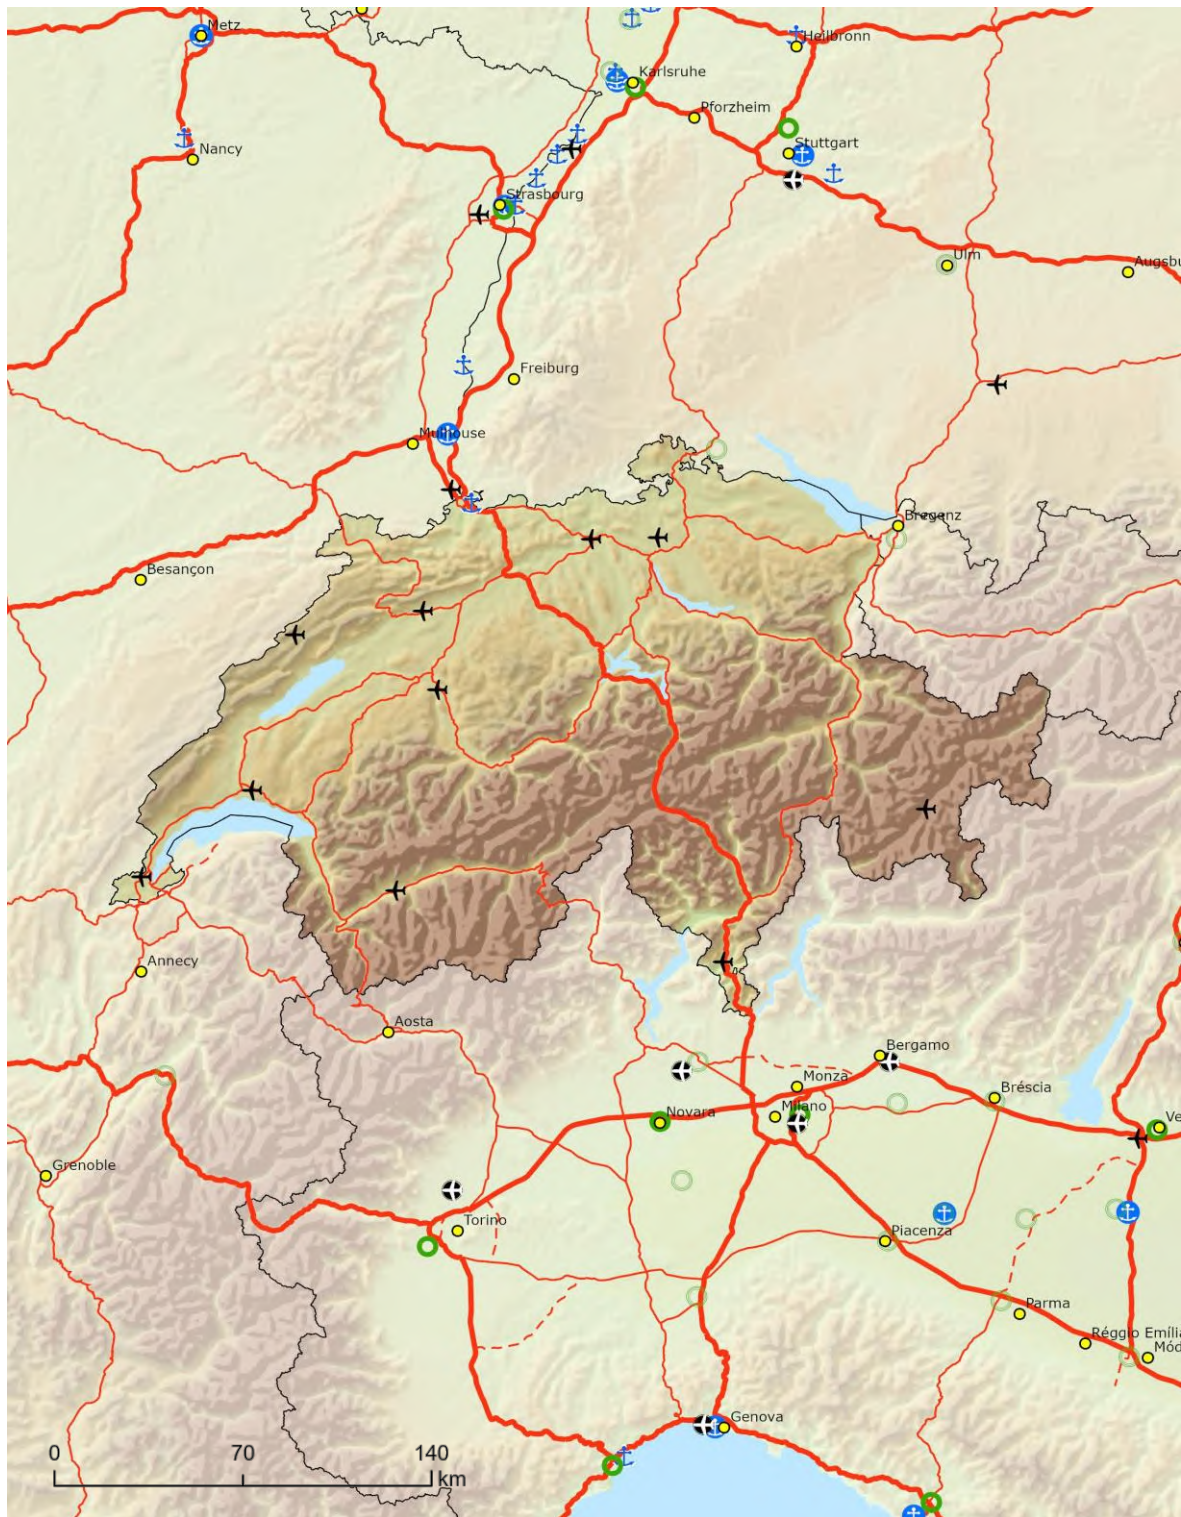 Metz
Heilbronn
Karlsruhe
Pforzheim
Nancy
Stuttgart
Strasbourg
Ulm
Augsbu
Freiburg
Mulhouse
Bregenz
Besançon
Annecy
Aosta
Bergamo
Monza
Bréscia
Novara
Milano
Ve
Grenoble
Torino
Piacenza
Parma
Réggio Emília
Mód
Genova
0 70 140
km